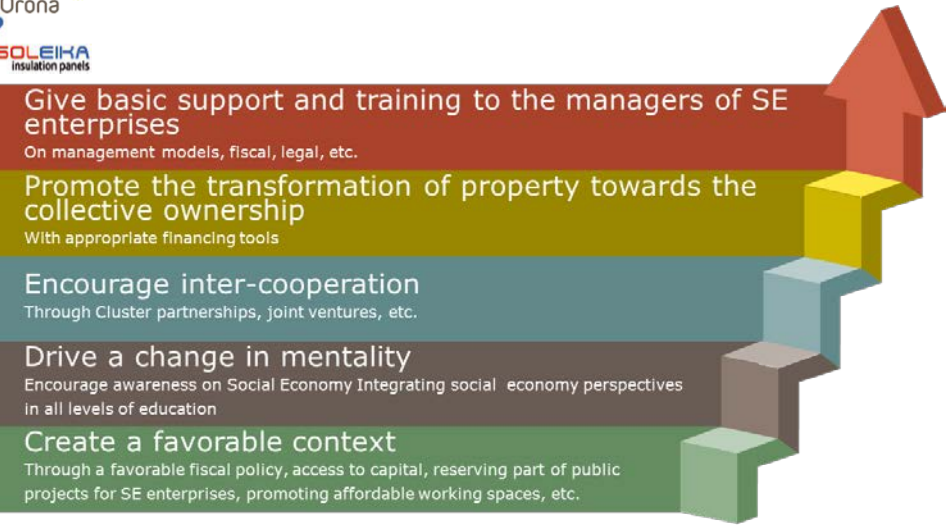 Urona
SOLEIKA
insulation panels
Give basic support and training to the managers of SE
enterprises
On management models, fiscal, legal, etc.
Promote the transformation of property towards the
collective ownership
With appropriate financing tools
Encourage inter-cooperation
Through Cluster partnerships, joint ventures, etc.
Drive a change in mentality
Encourage awareness on Social Economy Integrating social economy perspectives
in all levels of education
Create a favorable context
Through a favorable fiscal policy, access to capital, reserving part of public
projects for SE enterprises, promoting affordable working spaces, etc.